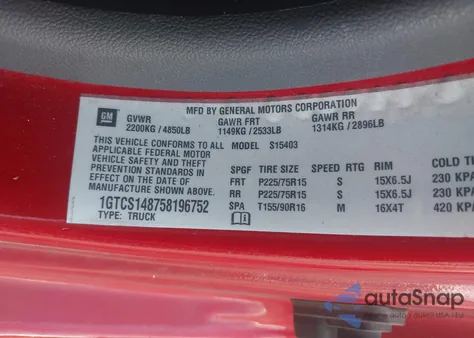 GM
MFD BY GENERAL MOTORS CORPORATION
GVWR GAWR FRT GAWR RR
2200KG / 4850LB 1149KG / 2533LB 1314KG / 2896LB
THIS VEHICLE CONFORMS TO ALL MODEL S15403
APPLICABLE FEDERAL MOTOR
VEHICLE SAFETY AND THEFT
PREVENTION STANDARDS IN
EFFECT ON THE DATE OF
MANUFACTURE SHOWN ABOVE.
1GTCS148758196752
TYPE: TRUCK
SPGF TIRE SIZE SPEED RTG RIM COLD
FRT P225/75R15 S 15X6.5J 230 KPA
RR P225/75R15 S 15X6.5J 230 KPA
SPA T155/90R16 M 16X4T 420 KPA
autoSnap